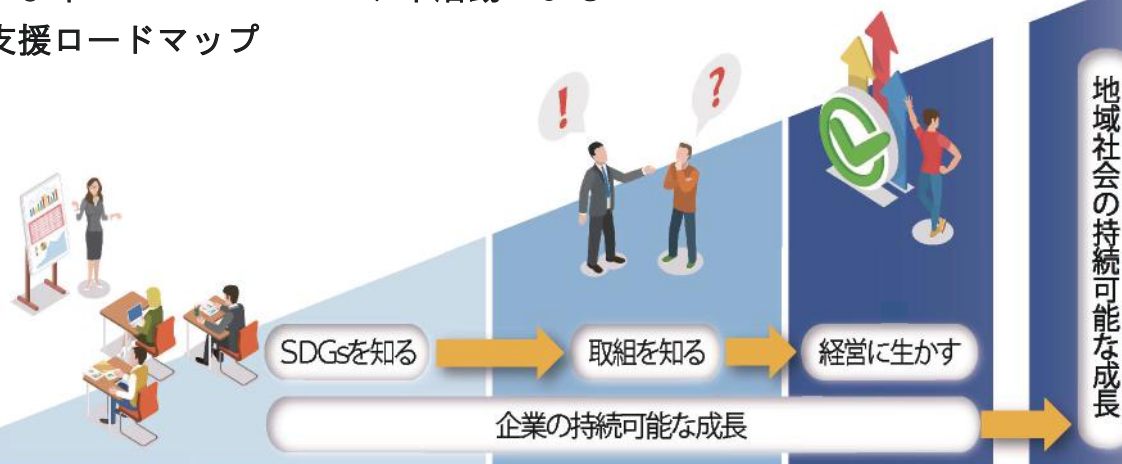 支援ロードマップ
!
?
SDGsを知る
取組を知る
経営に生かす
企業の持続可能な成長
地域社会の持続可能な成長